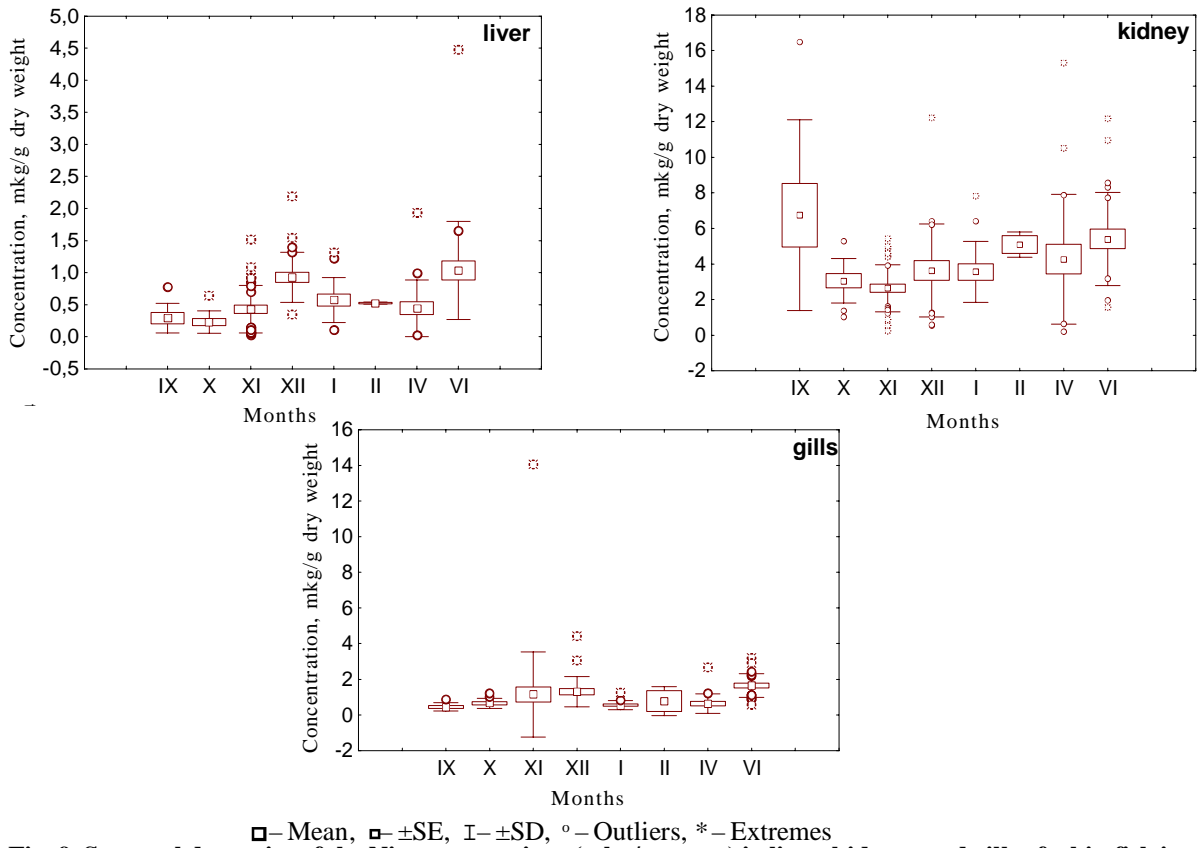 liver
Concentration, mkg/g dry weight
5,0
4,5
4,0
3,5
3,0
2,5
2,0
1,5
1,0
0,5
0,0
-0,5
IX X XI XII I II IV VI
Months
kidney
Concentration, mkg/g dry weight
18
16
14
12
10
8
6
4
2
0
-2
IX X XI XII I II IV VI
Months
gills
Concentration, mkg/g dry weight
16
14
12
10
8
6
4
2
0
-2
IX X XI XII I II IV VI
Months
– Mean, – ±SE, – ±SD, ° – Outliers, * – Extremes